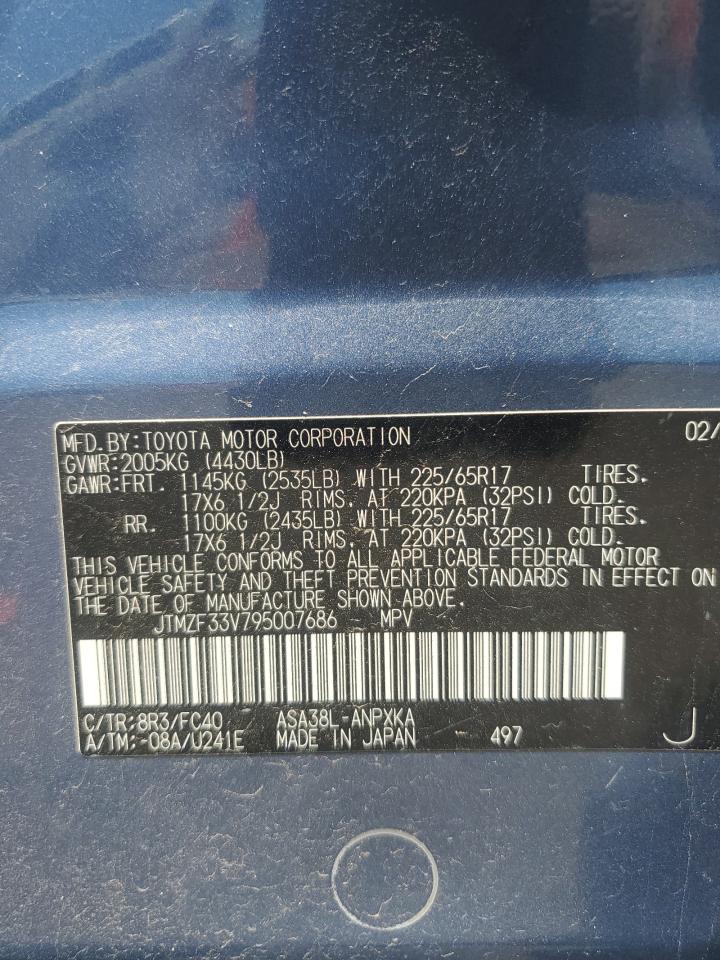 MFD.BY:TOYOTA MOTOR CORPORATION 02/
GVWR:2005KG (4430LB)
GAWR:FRT. 1145KG (2535LB) WITH 225/65R17 TIRES.
17X6 1/2J RIMS. AT 220KPA (32PSI) COLD.
RR. 1100KG (2435LB) WITH 225/65R17 TIRES.
17X6 1/2J RIMS. AT 220KPA (32PSI) COLD.
THIS VEHICLE CONFORMS TO ALL APPLICABLE FEDERAL MOTOR
VEHICLE SAFETY AND THEFT PREVENTION STANDARDS IN EFFECT ON
THE DATE OF MANUFACTURE SHOWN ABOVE.
JTMZF33V795007686 MPV
C/TR:8R3/FC40 ASA38L-ANPXKA
A/TM:-08A/U241E MADE IN JAPAN 497 J